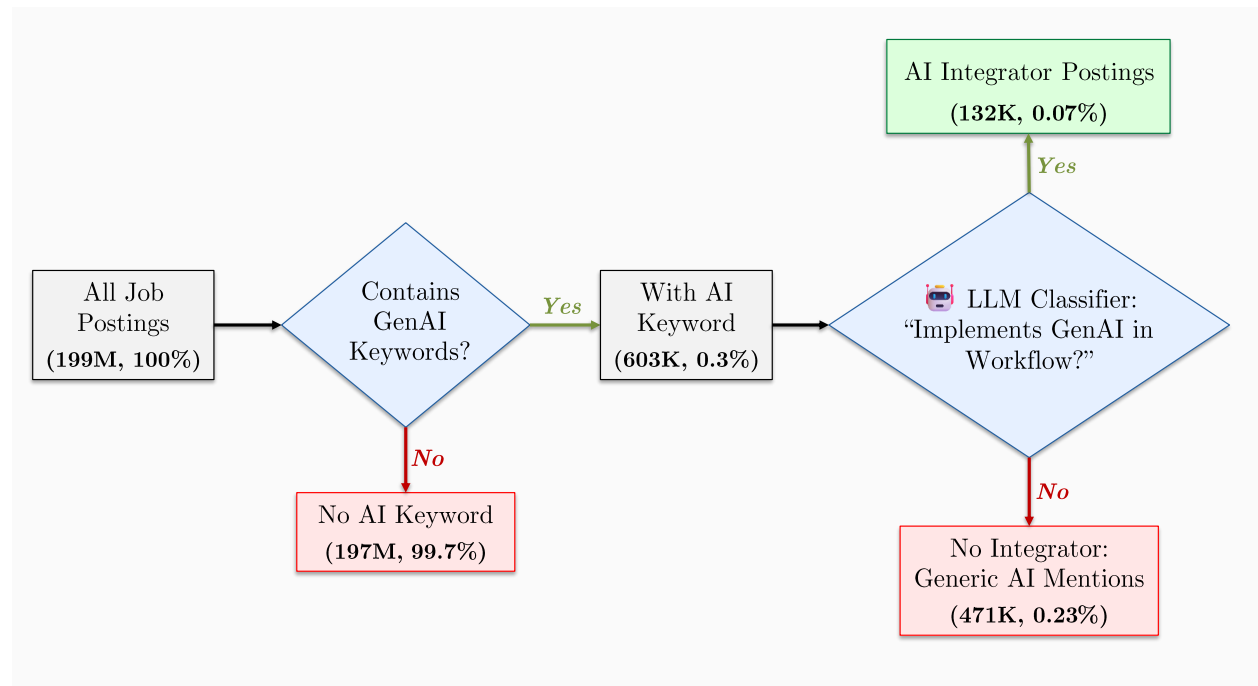 All Job
Postings
(199M, 100%)
Contains
GenAI
Keywords?
Yes
No
No AI Keyword
(197M, 99.7%)
With AI
Keyword
(603K, 0.3%)
LLM Classifier:
“Implements GenAI in
Workflow?”
Yes
AI Integrator Postings
(132K, 0.07%)
No
No Integrator:
Generic AI Mentions
(471K, 0.23%)